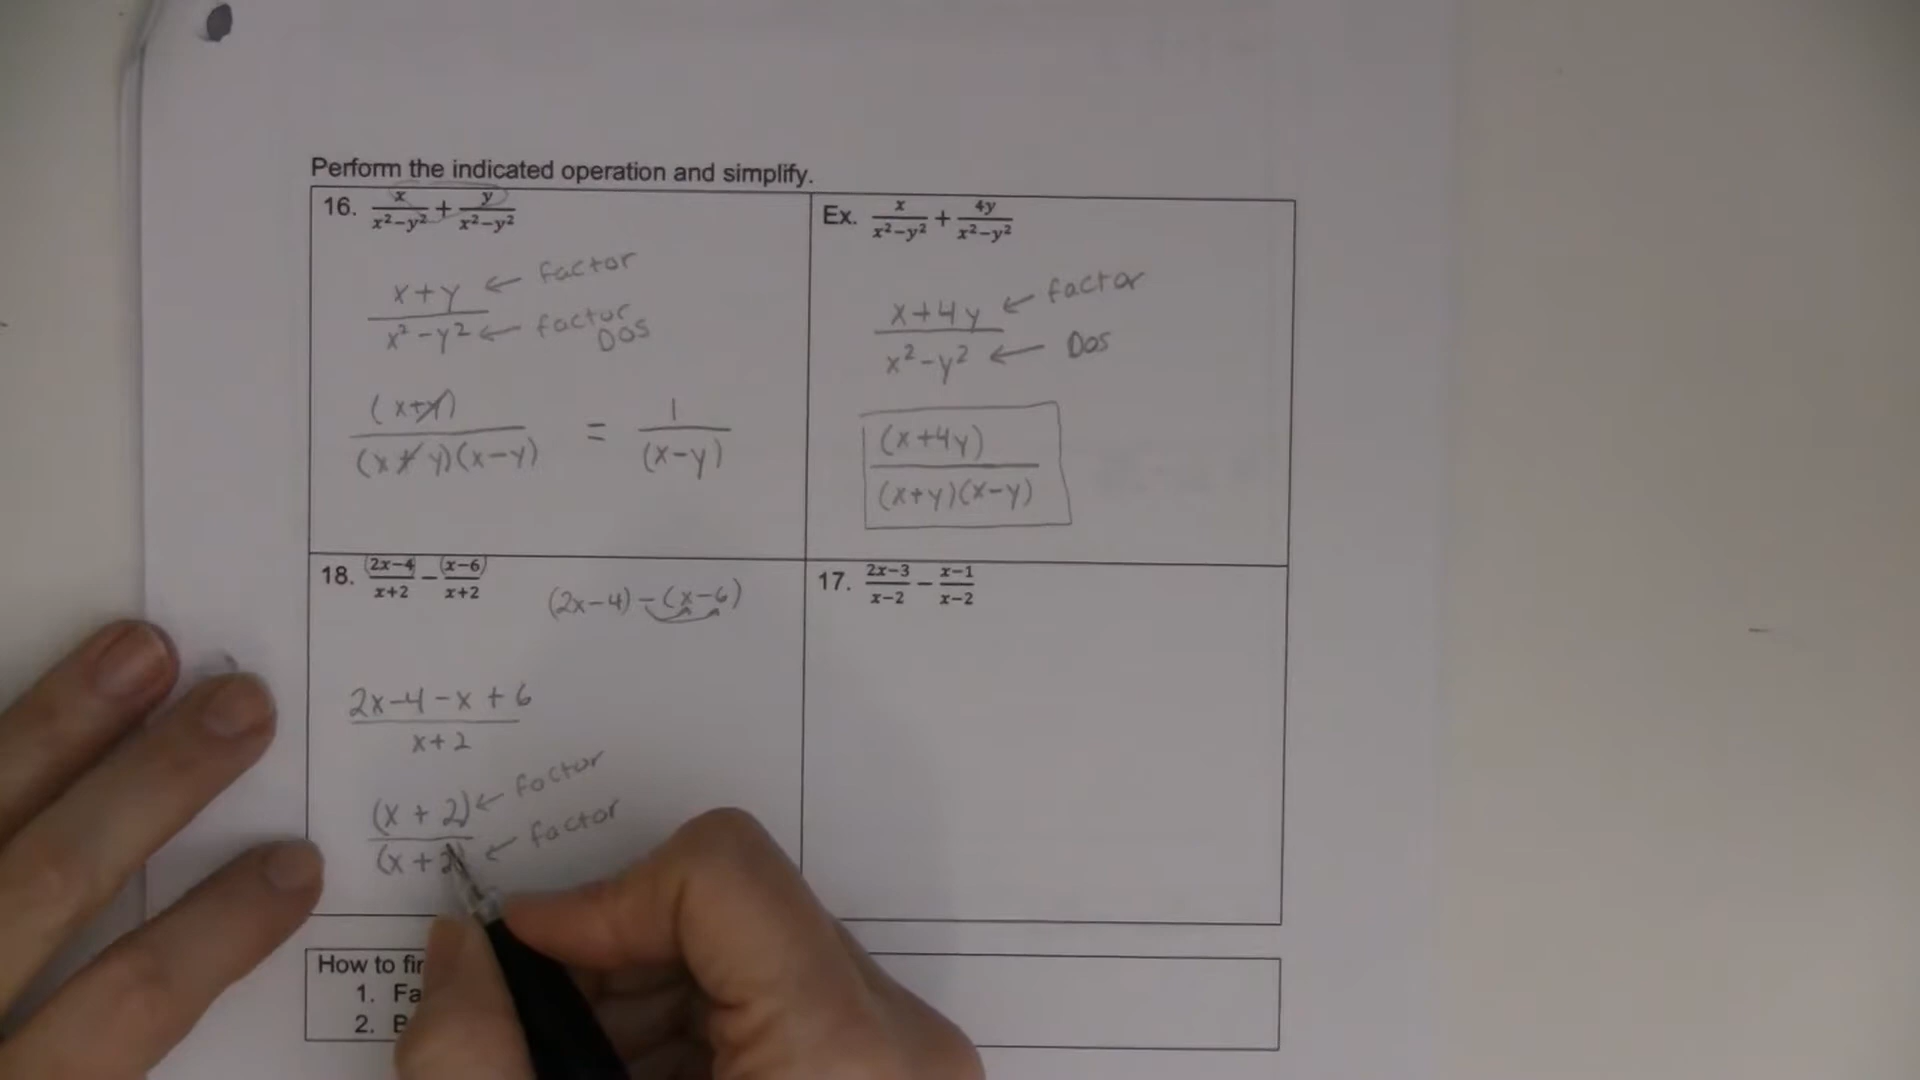 Perform the indicated operation and simplify.
16. x/(x²−y²) + y/(x²−y²)
x+y ← factor
x²−y² ← factor
DOS
(x+y)
(x+y)(x−y)
=
1
(x−y)
Ex. x/(x²−y²) + 4y/(x²−y²)
x+4y ← factor
x²−y² ← DOS
(x+4y)
(x+y)(x−y)
18. (2x−4)/(x+2) − (x−6)/(x+2)
(2x−4) − (x−6)
2x−4−x+6
x+2
(x+2) ← factor
(x+2) ← factor
17. (2x−3)/(x−2) − (x−1)/(x−2)
How to
1.
2.